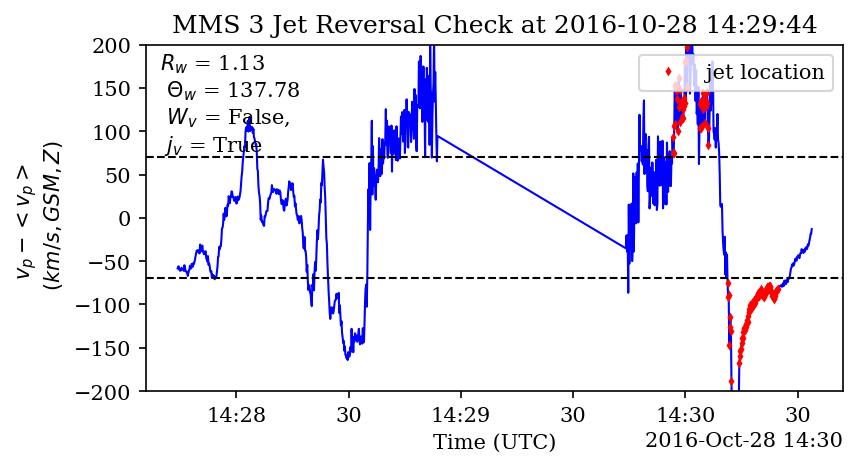 MMS 3 Jet Reversal Check at 2016-10-28 14:29:44
R_w = 1.13
Θ_w = 137.78
W_v = False,
j_v = True
jet location
v_p − < v_p >
(km/s, GSM, Z)
200
150
100
50
0
−50
−100
−150
−200
14:28
30
14:29
30
14:30
30
Time (UTC)
2016-Oct-28 14:30